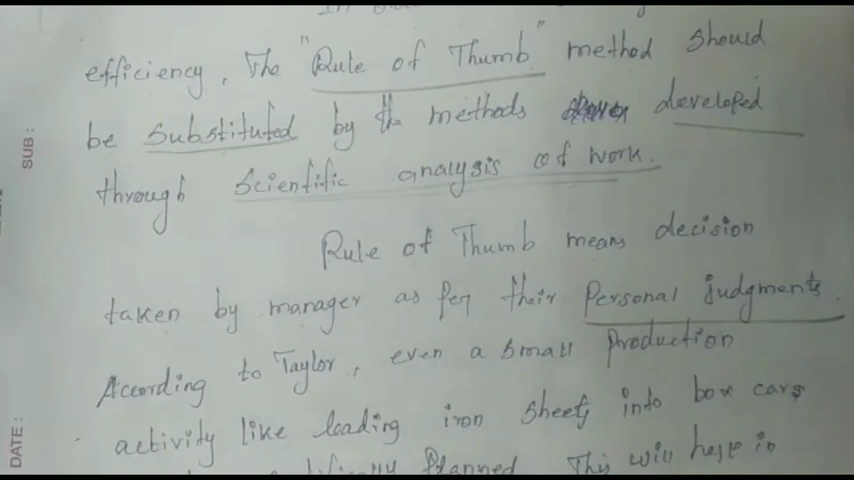 efficiency. The "Rule of Thumb" method should
be substituted by the methods developed
through scientific analysis of work.
Rule of Thumb means decision
taken by manager as per their Personal judgments.
According to Taylor, even a small production
activity like loading iron sheets into box cars
Planned. This will help in
SUB :
DATE :